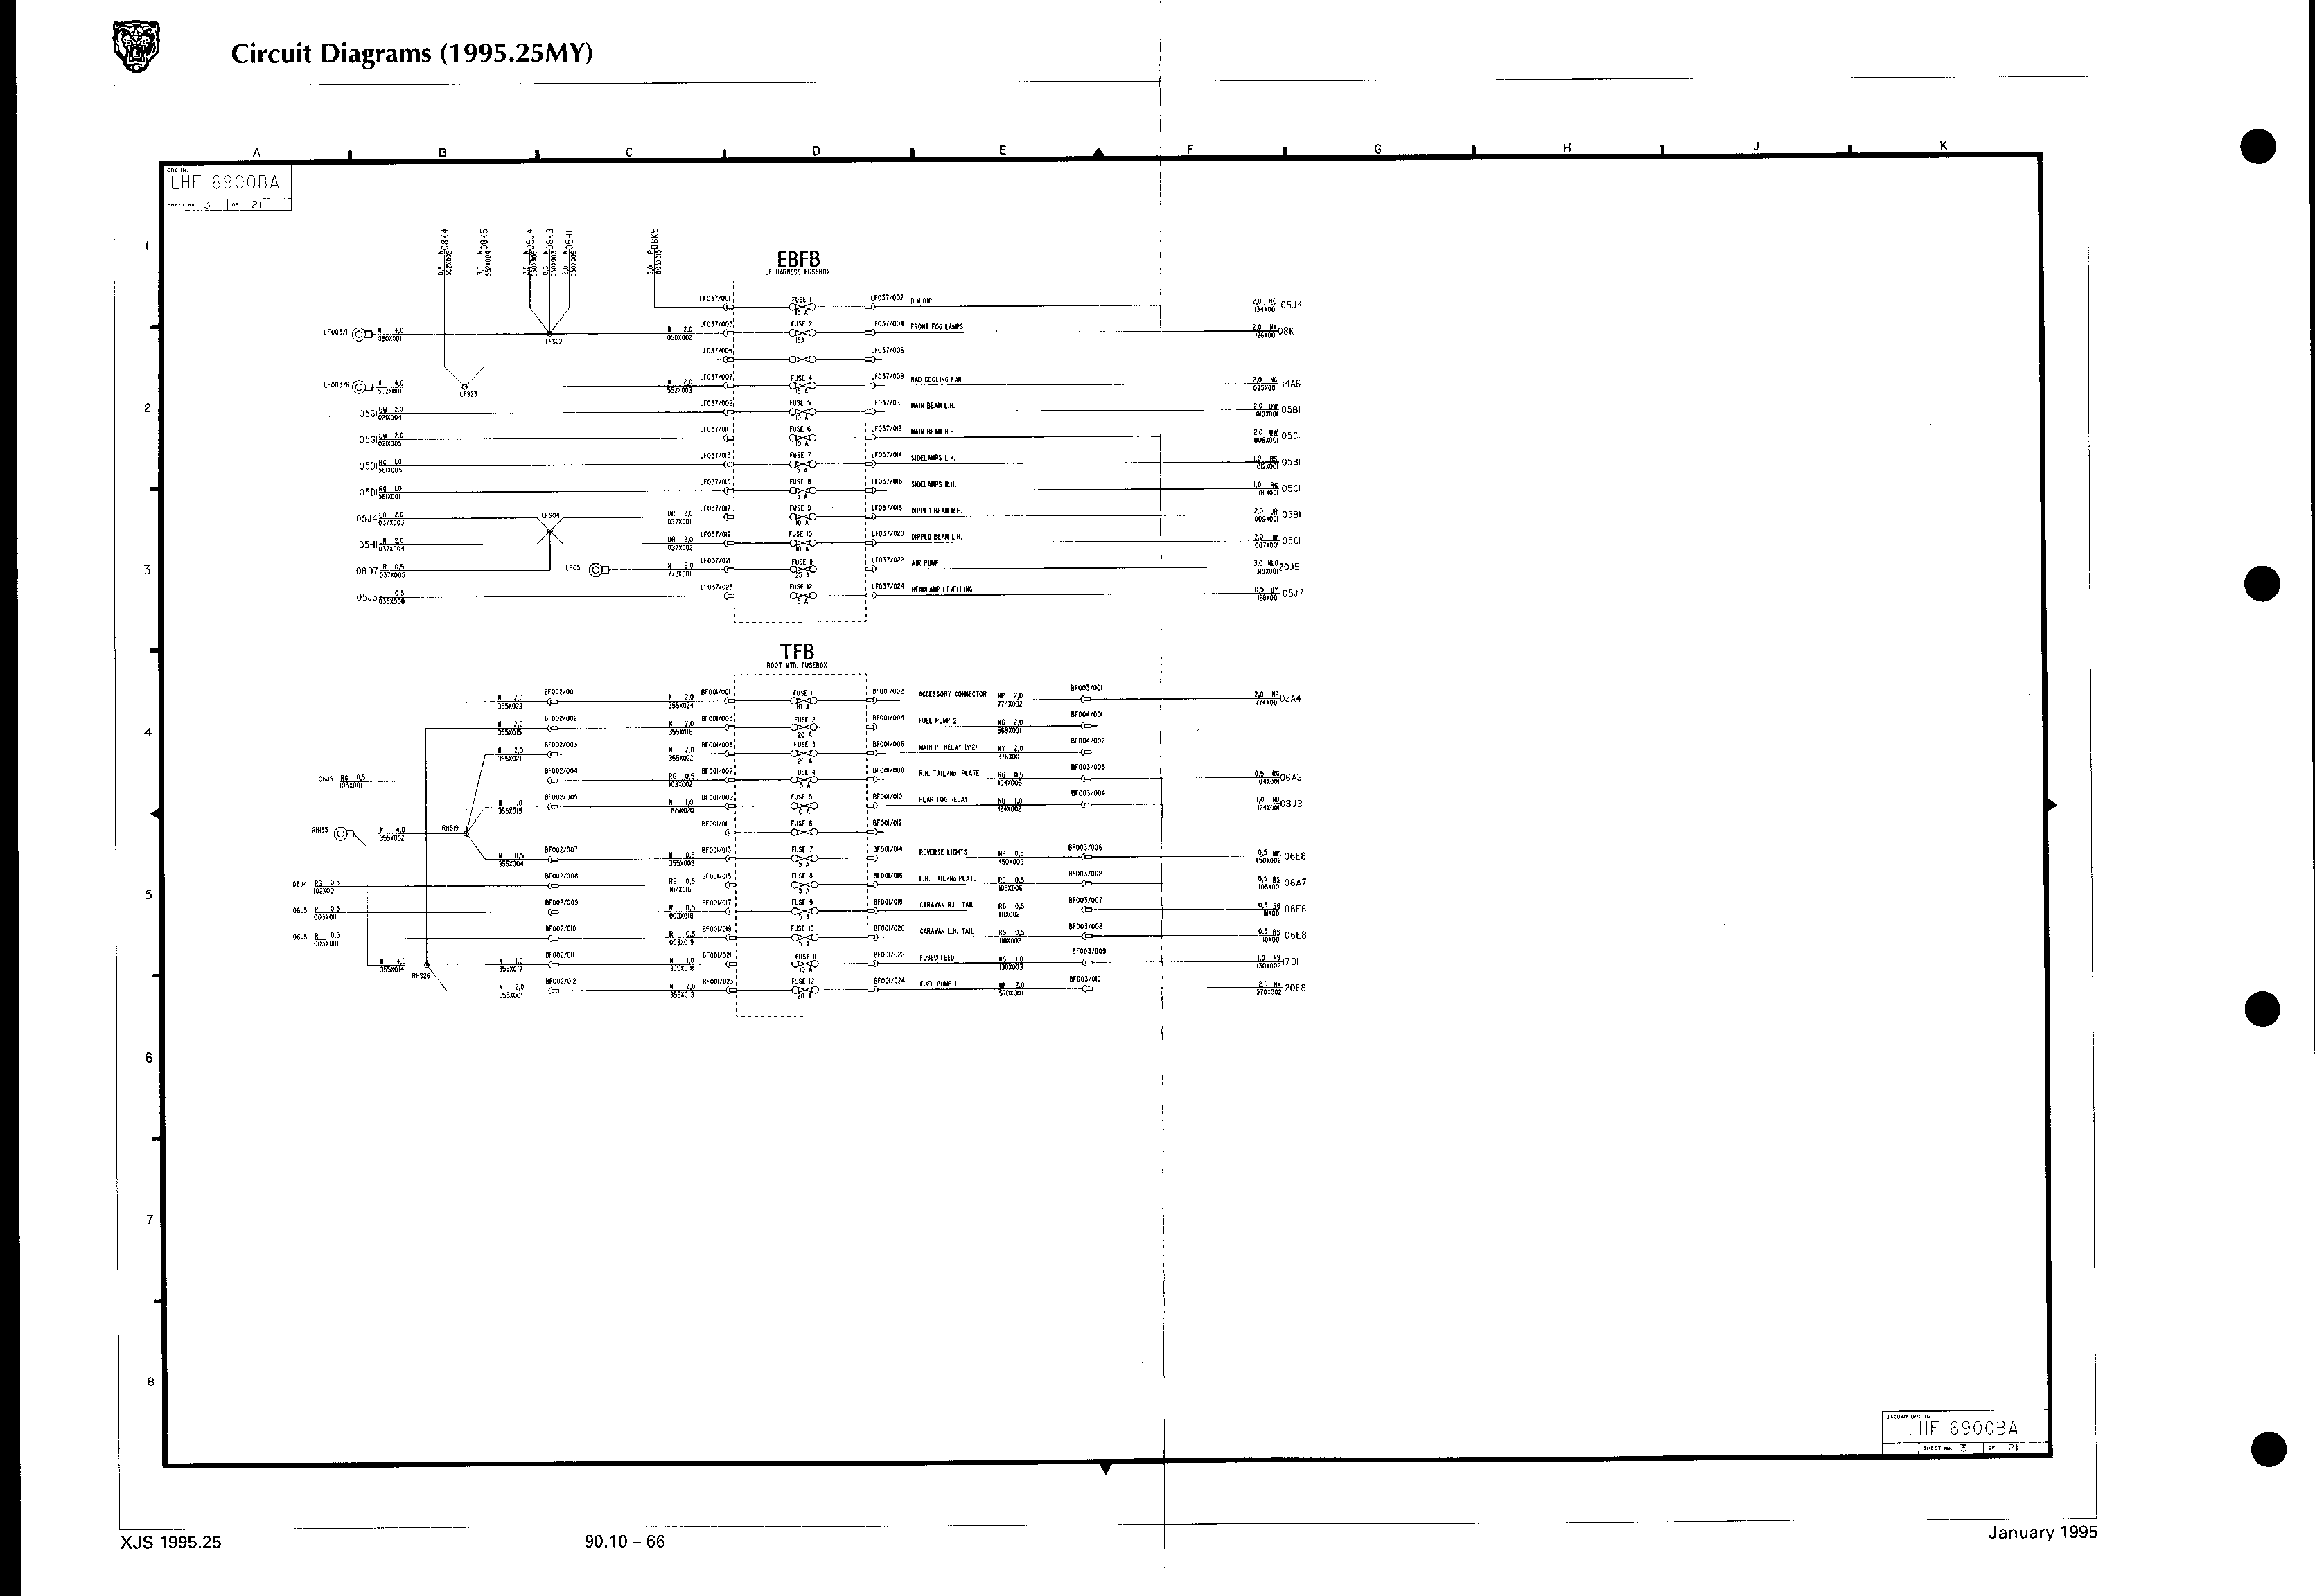 Circuit Diagrams (1995.25MY)
A B C D E F G H J K
DRG No.
LHF 6900BA
SHEET No. 3 OF 21
1
2
3
4
5
6
7
8
08K4
08K5
05J4
08K3
05H1
08K5
EBFB
LF HARNESS FUSEBOX
LF037/001 FUSE 1 15 A LF037/002 DIM DIP 2,0 RO 134X001 05J4
LF003/1 N 4,0 050X001 LFS22 N 2,0 050X002 LF037/003 FUSE 2 15A LF037/004 FRONT FOG LAMPS 2,0 NY 126X001 08K1
LF037/005 LF037/006
N 4,0 552X001 LFS23 N 2,0 552X003 LF037/007 FUSE 4 15 A LF037/008 RAD COOLING FAN 2,0 NG 095X001 14A6
05G1 UW 2,0 021X004 LF037/009 FUSE 5 10 A LF037/010 MAIN BEAM L.H. 2,0 UW 010X001 05B1
05G1 UW 2,0 021X005 LF037/011 FUSE 6 10 A LF037/012 MAIN BEAM R.H. 2,0 UW 008X001 05C1
05D1 RG 1,0 561X005 LF037/013 FUSE 7 5 A LF037/014 SIDELAMPS L.H. 1,0 RS 012X001 05B1
05D1 RG 1,0 561X001 LF037/015 FUSE 8 5 A LF037/016 SIDELAMPS R.H. 1,0 RG 011X001 05C1
05J4 UR 2,0 037X003 LFS04 UR 2,0 037X001 LF037/017 FUSE 9 10 A LF037/018 DIPPED BEAM R.H. 2,0 UR 009X001 05B1
05H1 UR 2,0 037X004 UR 2,0 037X002 LF037/019 FUSE 10 10 A LF037/020 DIPPED BEAM L.H. 2,0 UR 007X001 05C1
08D7 UR 0,5 037X005 LF051 N 3,0 772X001 LF037/021 FUSE 11 25 A LF037/022 AIR PUMP 3,0 NLG 319X001 20J5
05J3 U 0,5 035X008 LF037/023 FUSE 12 5 A LF037/024 HEADLAMP LEVELLING 0,5 UY 128X001 05J7
TFB
BOOT MTD. FUSEBOX
N 2,0 355X023 BF002/001 N 2,0 355X024 BF001/001 FUSE 1 10 A BF001/002 ACCESSORY CONNECTOR NP 2,0 774X002 BF003/001 2,0 NP 774X001 02A4
N 2,0 355X015 BF002/002 N 2,0 355X016 BF001/003 FUSE 2 20 A BF001/004 FUEL PUMP 2 NG 2,0 569X001 BF004/001
N 2,0 355X021 BF002/003 N 2,0 355X022 BF001/005 FUSE 3 20 A BF001/006 MAIN PI RELAY (V12) NY 2,0 376X001 BF004/002
06J5 RG 0,5 103X001 BF002/004 RG 0,5 103X002 BF001/007 FUSE 4 5 A BF001/008 R.H. TAIL/No PLATE RG 0,5 104X006 BF003/003 0,5 RG 104X001 06A3
N 1,0 355X019 BF002/005 N 1,0 355X020 BF001/009 FUSE 5 10 A BF001/010 REAR FOG RELAY NU 1,0 124X002 BF003/004 1,0 NU 124X001 08J3
N 4,0 355X002 RHS19 BF001/011 FUSE 6 BF001/012
N 0,5 355X004 BF002/007 N 0,5 355X009 BF001/013 FUSE 7 5 A BF001/014 REVERSE LIGHTS NP 0,5 450X003 BF003/006 0,5 NP 450X002 06E8
06J4 RS 0,5 102X001 BF002/008 RS 0,5 102X002 BF001/015 FUSE 8 5 A BF001/016 L.H. TAIL/No PLATE RS 0,5 105X006 BF003/002 0,5 RS 105X001 06A7
06J5 R 0,5 003X011 BF002/009 R 0,5 003X018 BF001/017 FUSE 9 5 A BF001/018 CARAVAN R.H. TAIL RG 0,5 111X002 BF003/007 0,5 RG 111X001 06F8
R 0,5 003X010 BF002/010 R 0,5 003X019 BF001/019 FUSE 10 5 A BF001/020 CARAVAN L.H. TAIL RS 0,5 110X002 BF003/008 0,5 RS 110X001 06E8
N 4,0 355X014 RHS26 N 1,0 355X017 BF002/011 N 1,0 355X018 BF001/021 FUSE 11 10 A BF001/022 FUSED FEED NS 1,0 130X003 BF003/009 1,0 NS 130X002 17D1
N 2,0 355X001 BF002/012 N 2,0 355X013 BF001/023 FUSE 12 20 A BF001/024 FUEL PUMP 1 NK 2,0 570X001 BF003/010 2,0 NK 570X002 20E8
JAGUAR DWG. No.
LHF 6900BA
SHEET No. 3 OF 21
XJS 1995.25
90.10 – 66
January 1995